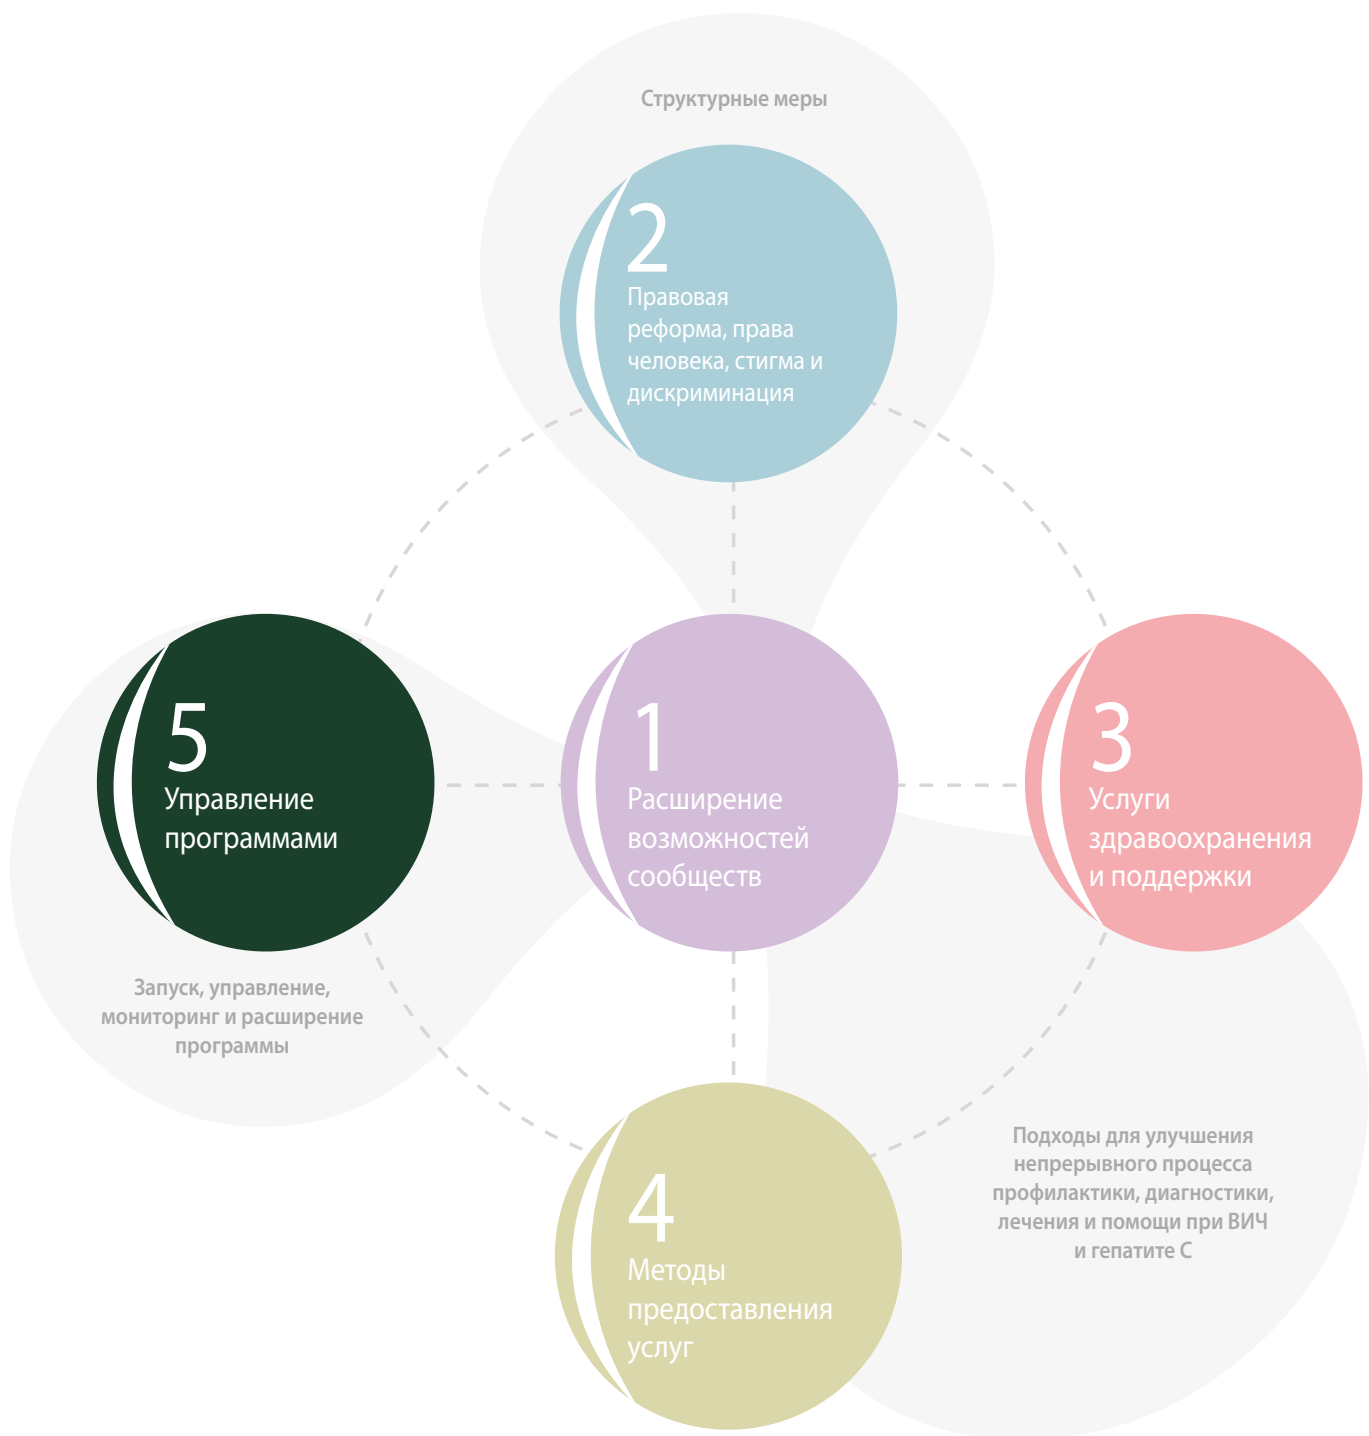 Структурные меры
2
Правовая
реформа, права
человека, стигма и
дискриминация
5
Управление
программами
1
Расширение
возможностей
сообществ
3
Услуги
здравоохранения
и поддержки
Запуск, управление,
мониторинг и расширение
программы
4
Методы
предоставления
услуг
Подходы для улучшения
непрерывного процесса
профилактики, диагностики,
лечения и помощи при ВИЧ
и гепатите С